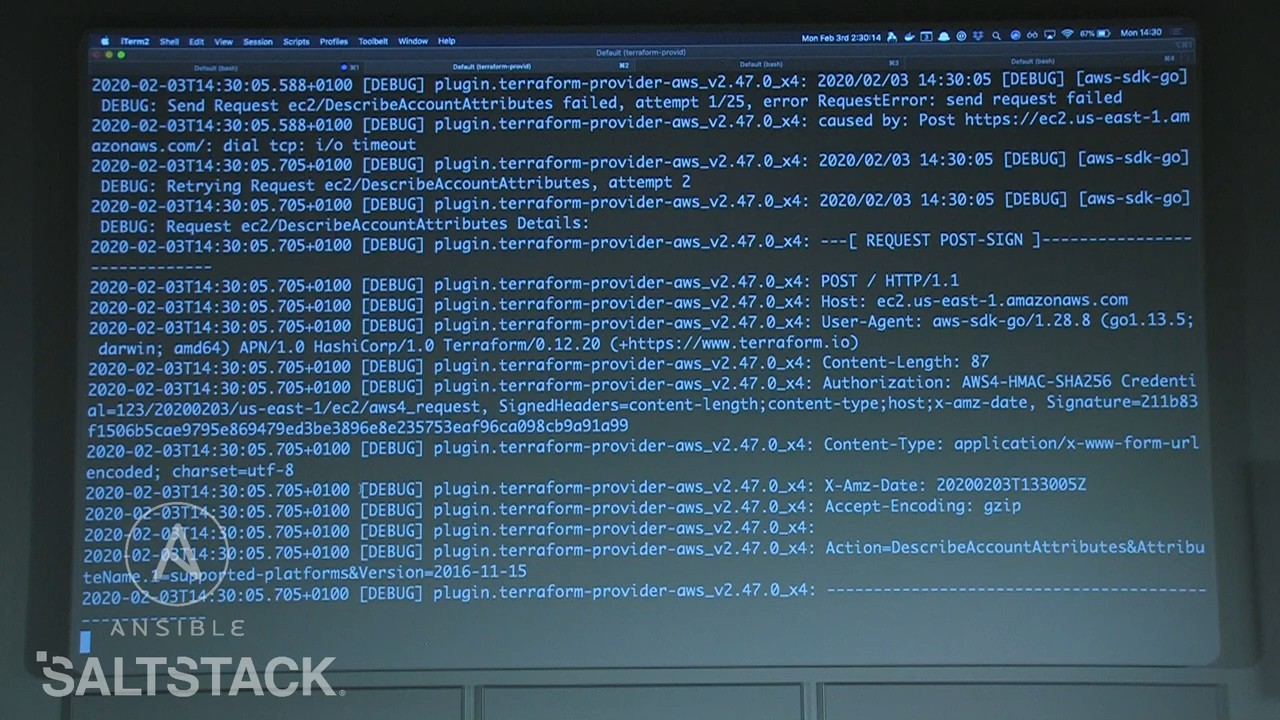 iTerm2 Shell Edit View Session Scripts Profiles Toolbelt Window Help Mon Feb 3rd 2:30:14 67% Mon 14:30
Default (terraform-provid)
Default (bash) ⌘1 Default (terraform-provid) ⌘2 Default (bash) ⌘3 Default (bash) ⌘4
2020-02-03T14:30:05.588+0100 [DEBUG] plugin.terraform-provider-aws_v2.47.0_x4: 2020/02/03 14:30:05 [DEBUG] [aws-sdk-go]
DEBUG: Send Request ec2/DescribeAccountAttributes failed, attempt 1/25, error RequestError: send request failed
2020-02-03T14:30:05.588+0100 [DEBUG] plugin.terraform-provider-aws_v2.47.0_x4: caused by: Post https://ec2.us-east-1.am
azonaws.com/: dial tcp: i/o timeout
2020-02-03T14:30:05.705+0100 [DEBUG] plugin.terraform-provider-aws_v2.47.0_x4: 2020/02/03 14:30:05 [DEBUG] [aws-sdk-go]
DEBUG: Retrying Request ec2/DescribeAccountAttributes, attempt 2
2020-02-03T14:30:05.705+0100 [DEBUG] plugin.terraform-provider-aws_v2.47.0_x4: 2020/02/03 14:30:05 [DEBUG] [aws-sdk-go]
DEBUG: Request ec2/DescribeAccountAttributes Details:
2020-02-03T14:30:05.705+0100 [DEBUG] plugin.terraform-provider-aws_v2.47.0_x4: ---[ REQUEST POST-SIGN ]----------------
-------------
2020-02-03T14:30:05.705+0100 [DEBUG] plugin.terraform-provider-aws_v2.47.0_x4: POST / HTTP/1.1
2020-02-03T14:30:05.705+0100 [DEBUG] plugin.terraform-provider-aws_v2.47.0_x4: Host: ec2.us-east-1.amazonaws.com
2020-02-03T14:30:05.705+0100 [DEBUG] plugin.terraform-provider-aws_v2.47.0_x4: User-Agent: aws-sdk-go/1.28.8 (go1.13.5;
darwin; amd64) APN/1.0 HashiCorp/1.0 Terraform/0.12.20 (+https://www.terraform.io)
2020-02-03T14:30:05.705+0100 [DEBUG] plugin.terraform-provider-aws_v2.47.0_x4: Content-Length: 87
2020-02-03T14:30:05.705+0100 [DEBUG] plugin.terraform-provider-aws_v2.47.0_x4: Authorization: AWS4-HMAC-SHA256 Credenti
al=123/20200203/us-east-1/ec2/aws4_request, SignedHeaders=content-length;content-type;host;x-amz-date, Signature=211b83
f1506b5cae9795e869479ed3be3896e8e235753eaf96ca098cb9a91a99
2020-02-03T14:30:05.705+0100 [DEBUG] plugin.terraform-provider-aws_v2.47.0_x4: Content-Type: application/x-www-form-url
encoded; charset=utf-8
2020-02-03T14:30:05.705+0100 [DEBUG] plugin.terraform-provider-aws_v2.47.0_x4: X-Amz-Date: 20200203T133005Z
2020-02-03T14:30:05.705+0100 [DEBUG] plugin.terraform-provider-aws_v2.47.0_x4: Accept-Encoding: gzip
2020-02-03T14:30:05.705+0100 [DEBUG] plugin.terraform-provider-aws_v2.47.0_x4:
2020-02-03T14:30:05.705+0100 [DEBUG] plugin.terraform-provider-aws_v2.47.0_x4: Action=DescribeAccountAttributes&Attribu
teName.1=supported-platforms&Version=2016-11-15
2020-02-03T14:30:05.705+0100 [DEBUG] plugin.terraform-provider-aws_v2.47.0_x4: ----------------------------------------
-------------
ANSIBLE
SALTSTACK